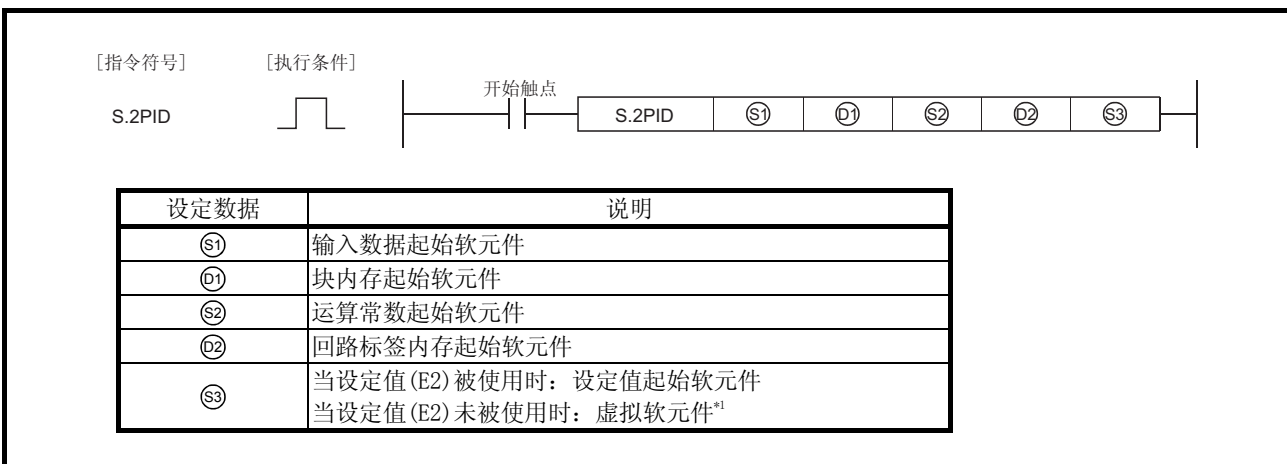 [指令符号] [执行条件]
开始触点
S.2PID S.2PID S1 D1 S2 D2 S3
设定数据 说明
S1 输入数据起始软元件
D1 块内存起始软元件
S2 运算常数起始软元件
D2 回路标签内存起始软元件
S3 当设定值(E2)被使用时：设定值起始软元件
当设定值(E2)未被使用时：虚拟软元件*1